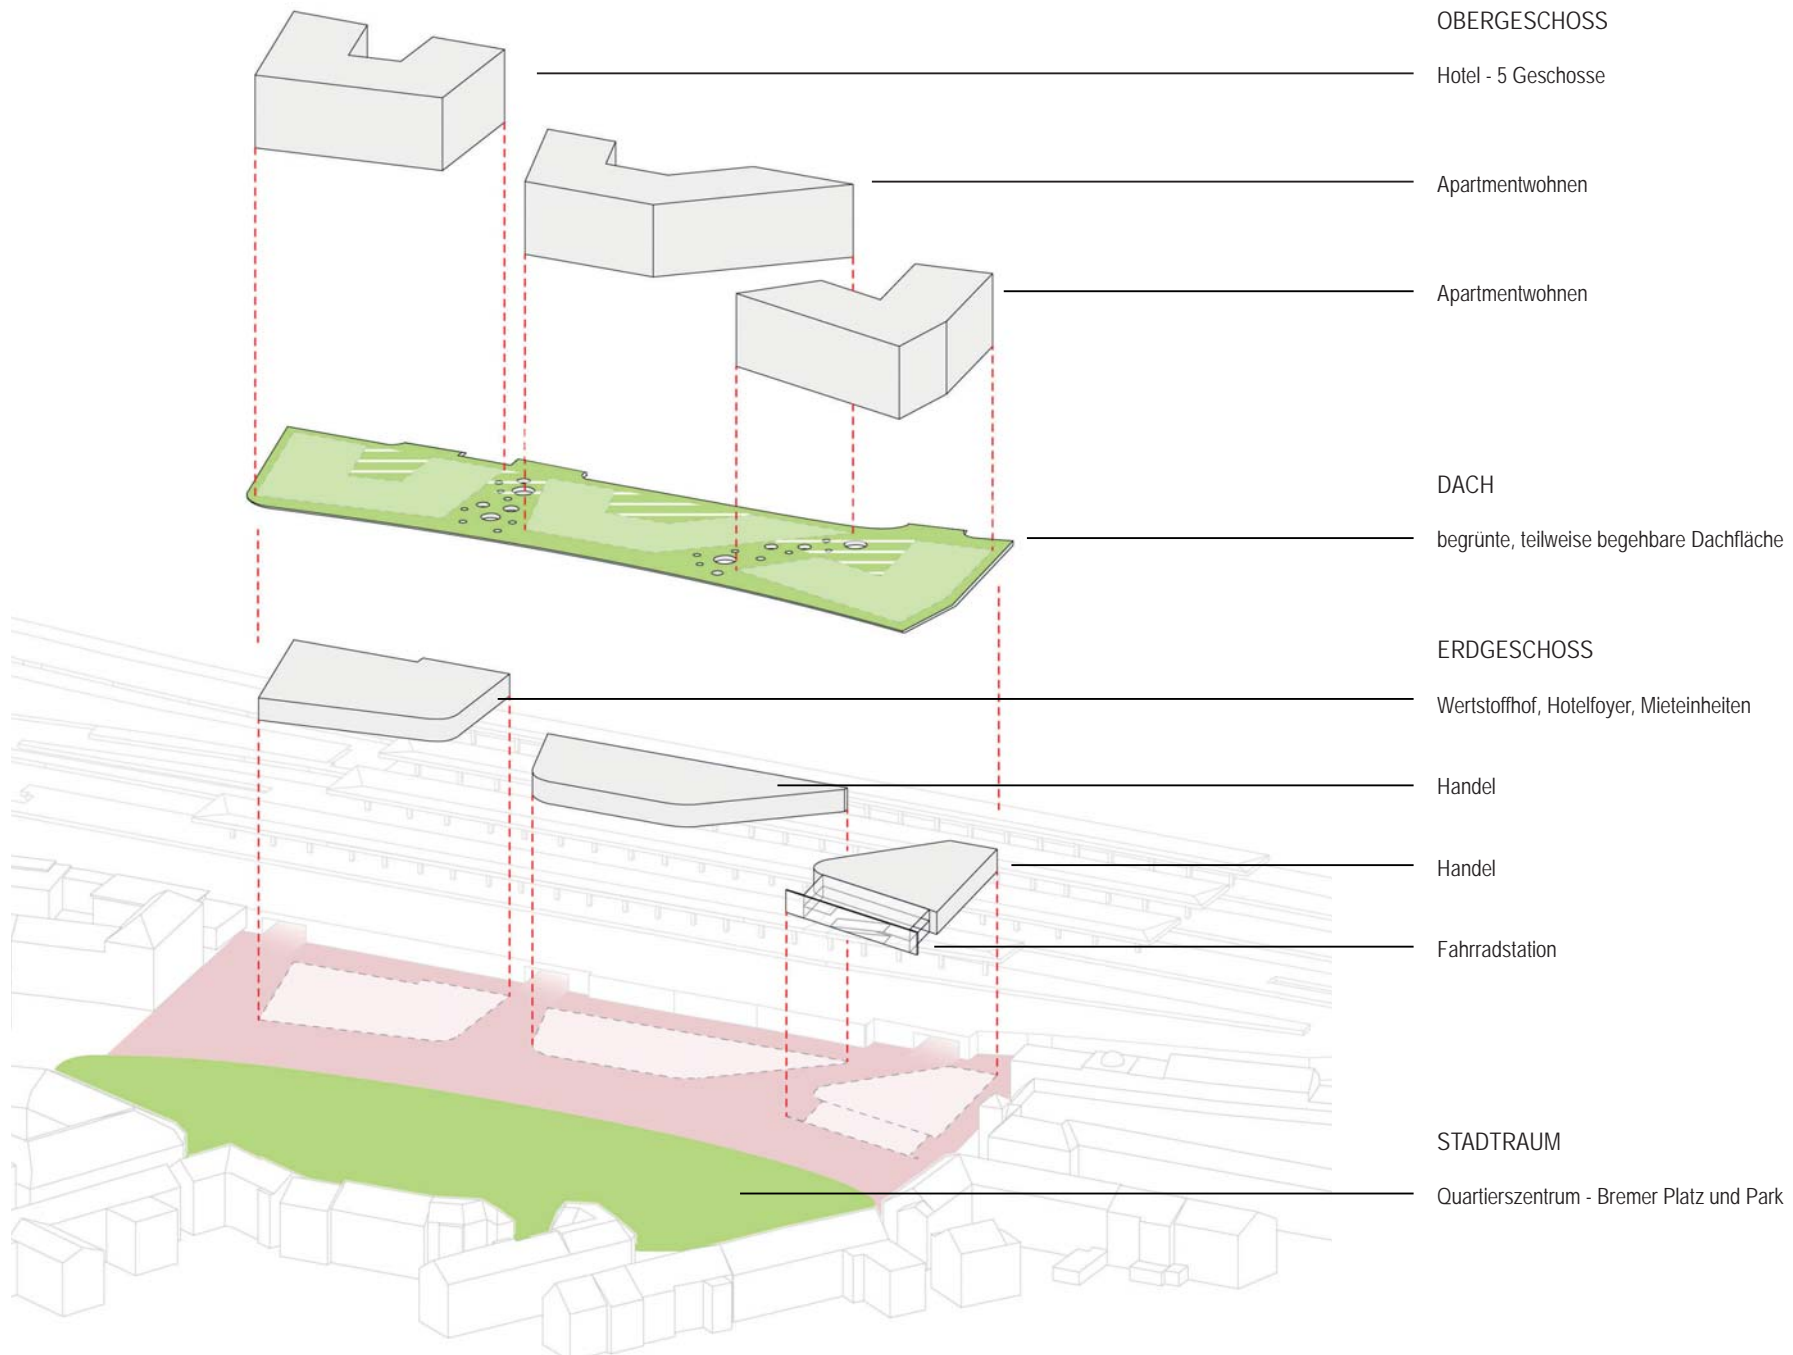 OBERGESCHOSS
Hotel - 5 Geschosse
Apartmentwohnen
Apartmentwohnen
DACH
begrünte, teilweise begehbare Dachfläche
ERDGESCHOSS
Wertstoffhof, Hotelfoyer, Mieteinheiten
Handel
Handel
Fahrradstation
STADTRAUM
Quartierszentrum - Bremer Platz und Park